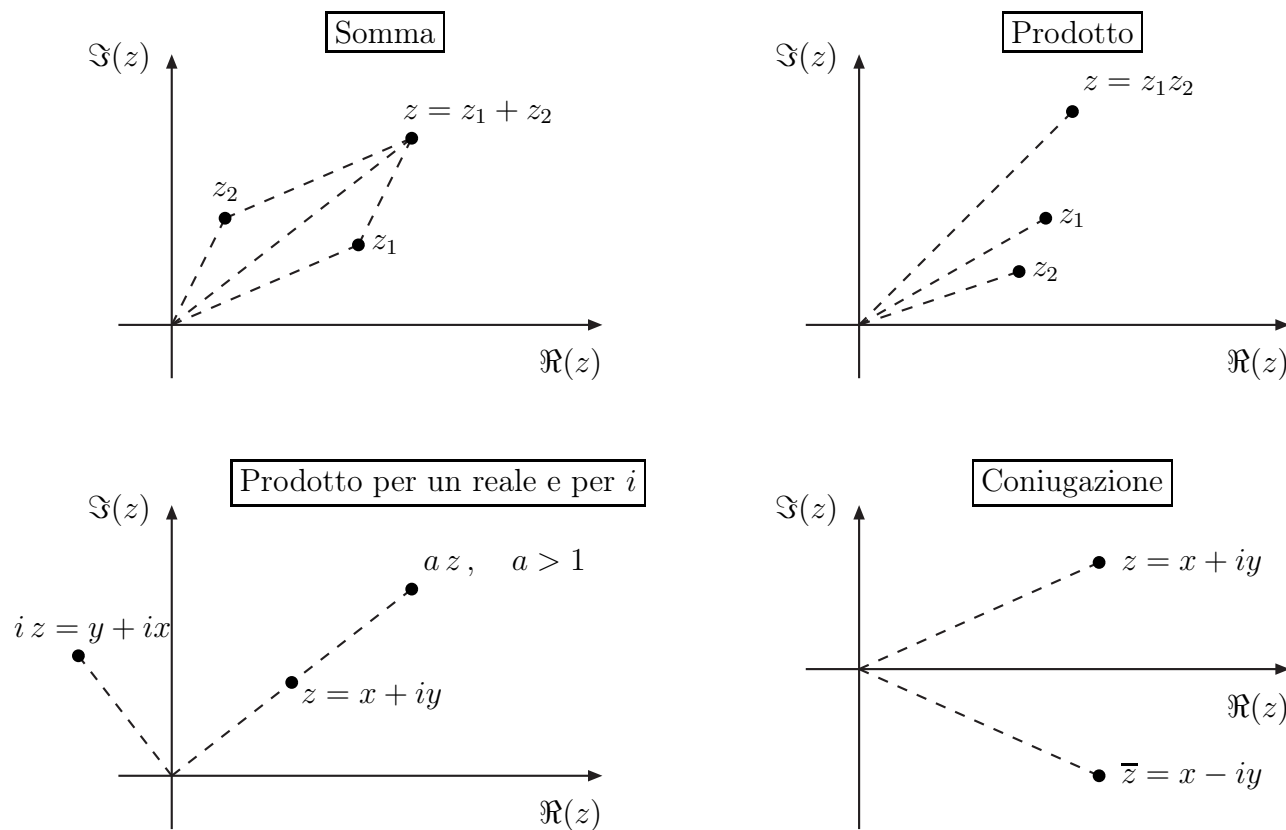 Somma
ℑ(z)
z = z₁ + z₂
z₂
z₁
ℜ(z)
Prodotto
ℑ(z)
z = z₁z₂
z₁
z₂
ℜ(z)
Prodotto per un reale e per i
ℑ(z)
a z , a > 1
i z = y + ix
z = x + iy
ℜ(z)
Coniugazione
ℑ(z)
z = x + iy
ℜ(z)
z̅ = x − iy